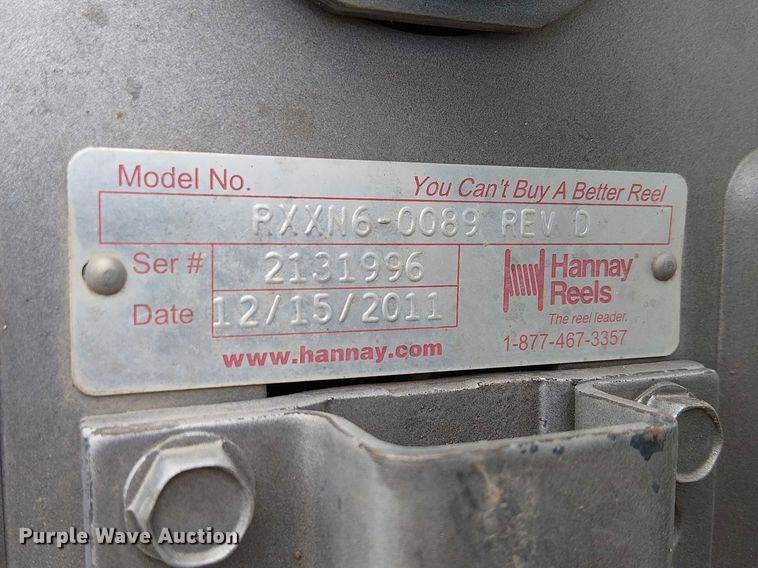 Model No.
You Can't Buy A Better Reel
RXXN6-0089 REV D
Ser # 2131996
Date 12/15/2011
Hannay®
Reels
The reel leader.
www.hannay.com
1-877-467-3357
Purple Wave Auction